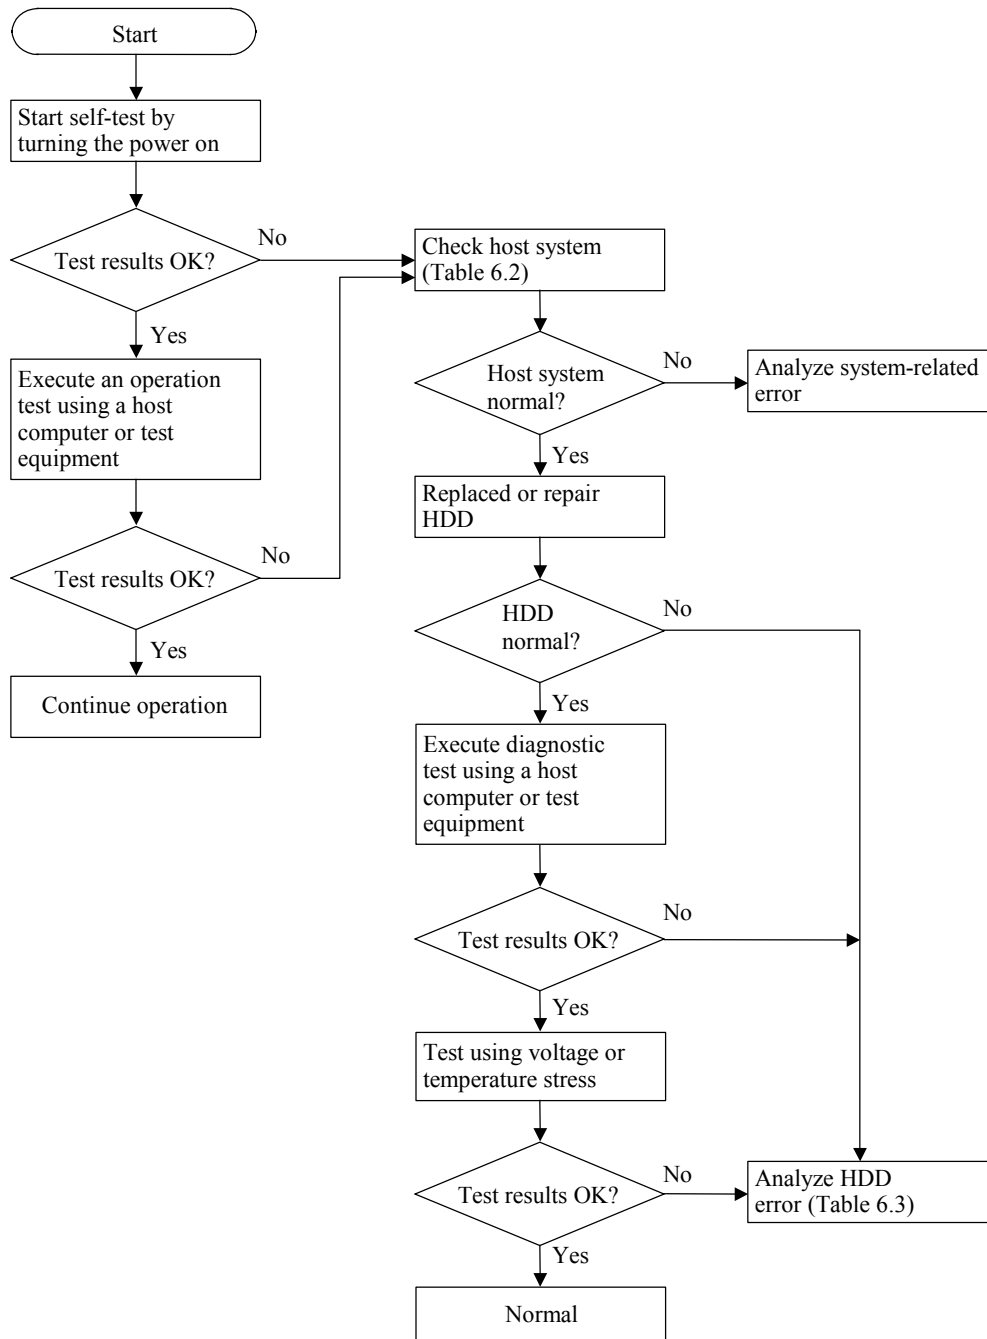 Start
Start self-test by
turning the power on
Test results OK?
No
Yes
Execute an operation
test using a host
computer or test
equipment
Test results OK?
No
Yes
Continue operation
Check host system
(Table 6.2)
Host system
normal?
No
Analyze system-related
error
Yes
Replaced or repair
HDD
HDD
normal?
No
Yes
Execute diagnostic
test using a host
computer or test
equipment
Test results OK?
No
Yes
Test using voltage or
temperature stress
Test results OK?
No
Analyze HDD
error (Table 6.3)
Yes
Normal